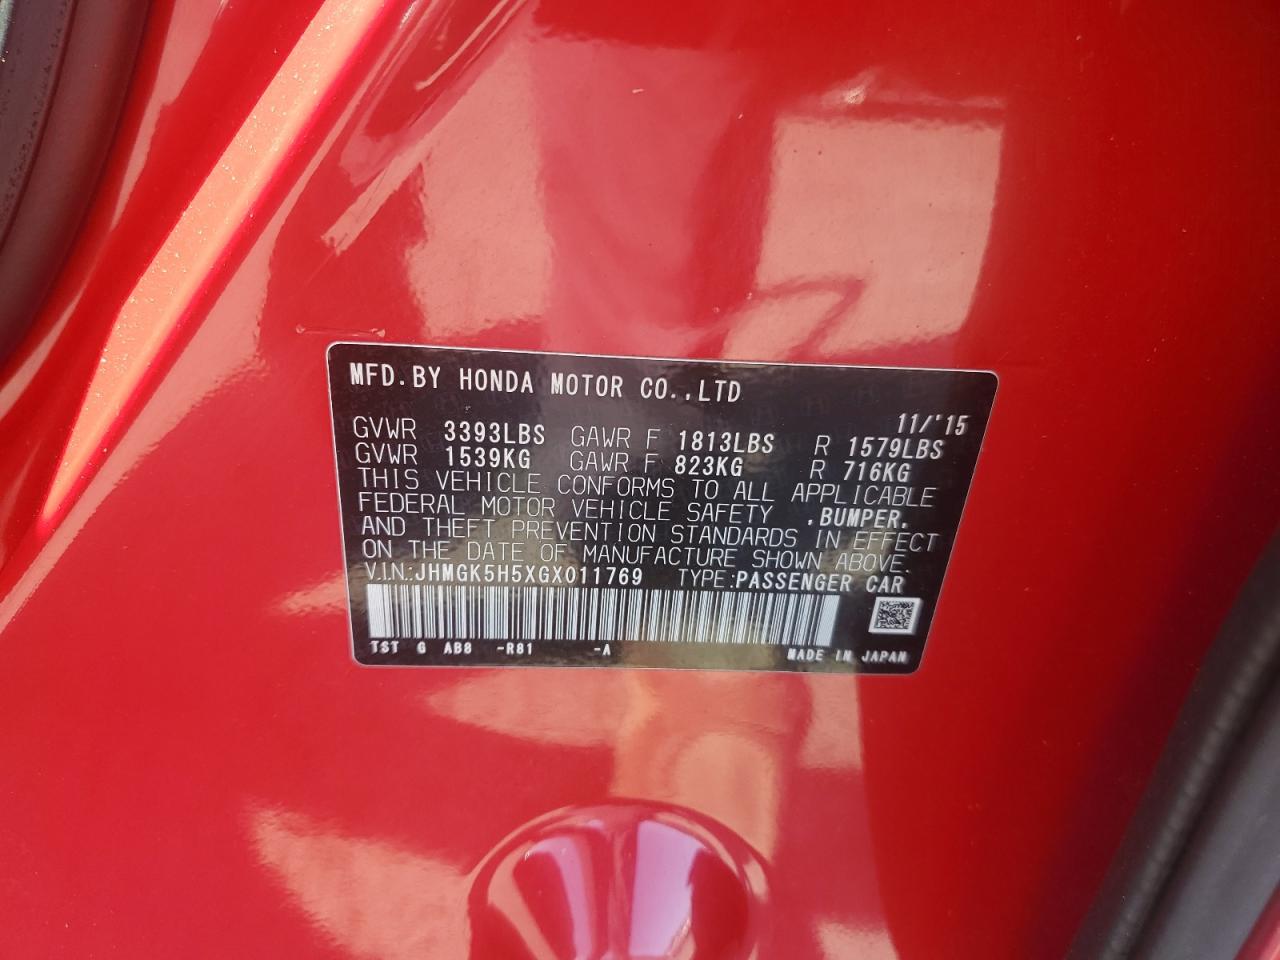 MFD.BY HONDA MOTOR CO.,LTD
11/'15
GVWR 3393LBS GAWR F 1813LBS R 1579LBS
GVWR 1539KG GAWR F 823KG R 716KG
THIS VEHICLE CONFORMS TO ALL APPLICABLE
FEDERAL MOTOR VEHICLE SAFETY ,BUMPER,
AND THEFT PREVENTION STANDARDS IN EFFECT
ON THE DATE OF MANUFACTURE SHOWN ABOVE.
V.I.N.:JHMGK5H5XGX011769 TYPE:PASSENGER CAR
TST G AB8 -R81 -A MADE IN JAPAN